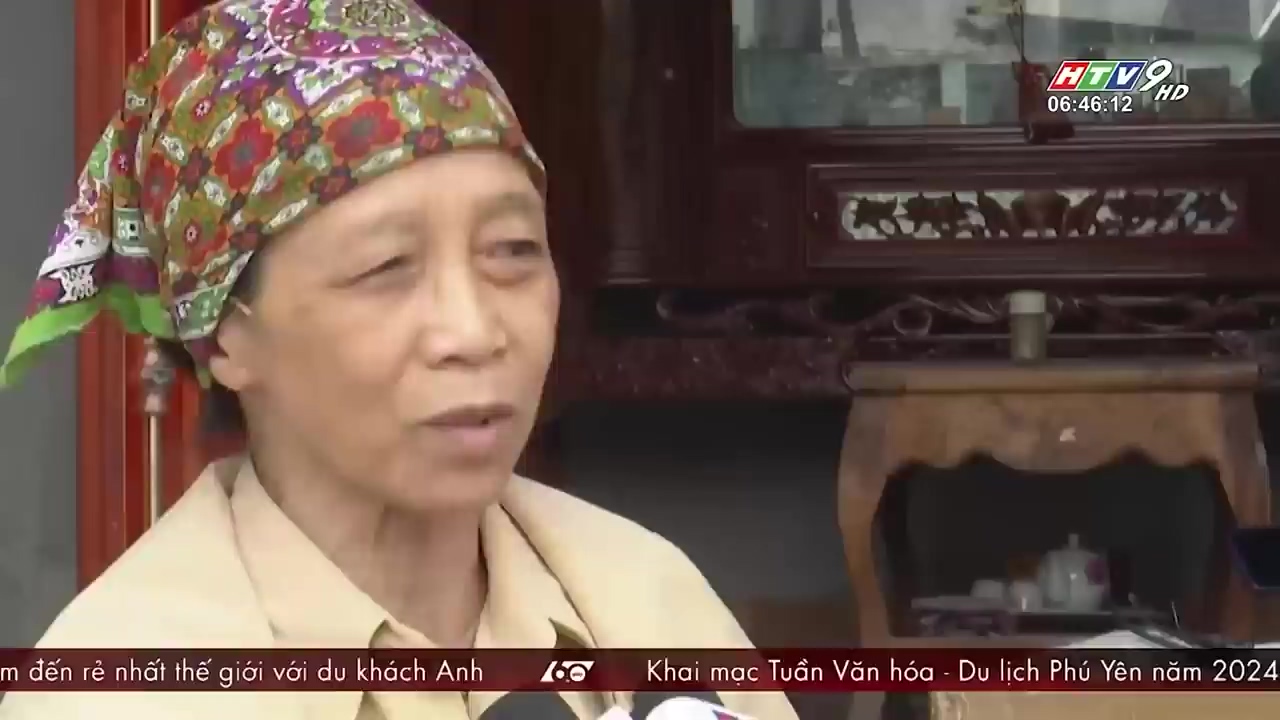 HTV9 HD
06:46:12
m đến rẻ nhất thế giới với du khách Anh 60 Khai mạc Tuần Văn hóa - Du lịch Phú Yên năm 2024